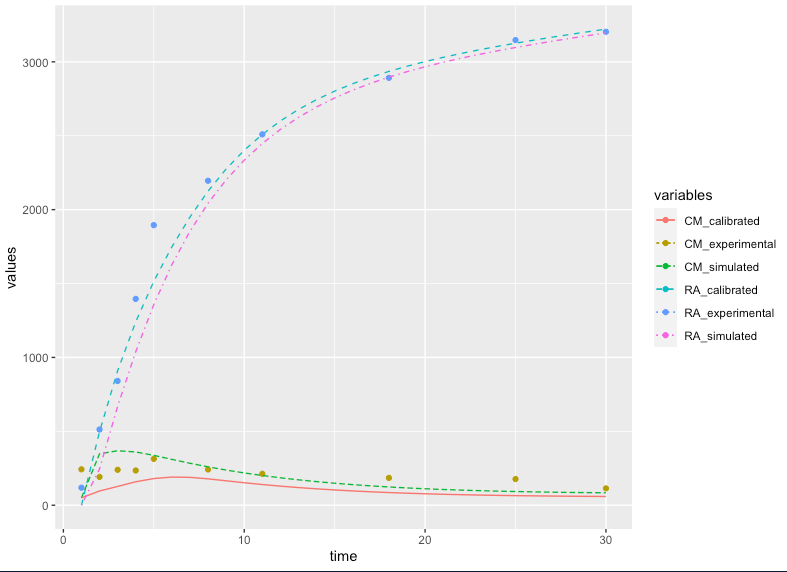 3000
2000
1000
0
values
0
10
20
30
time
variables
CM_calibrated
CM_experimental
CM_simulated
RA_calibrated
RA_experimental
RA_simulated